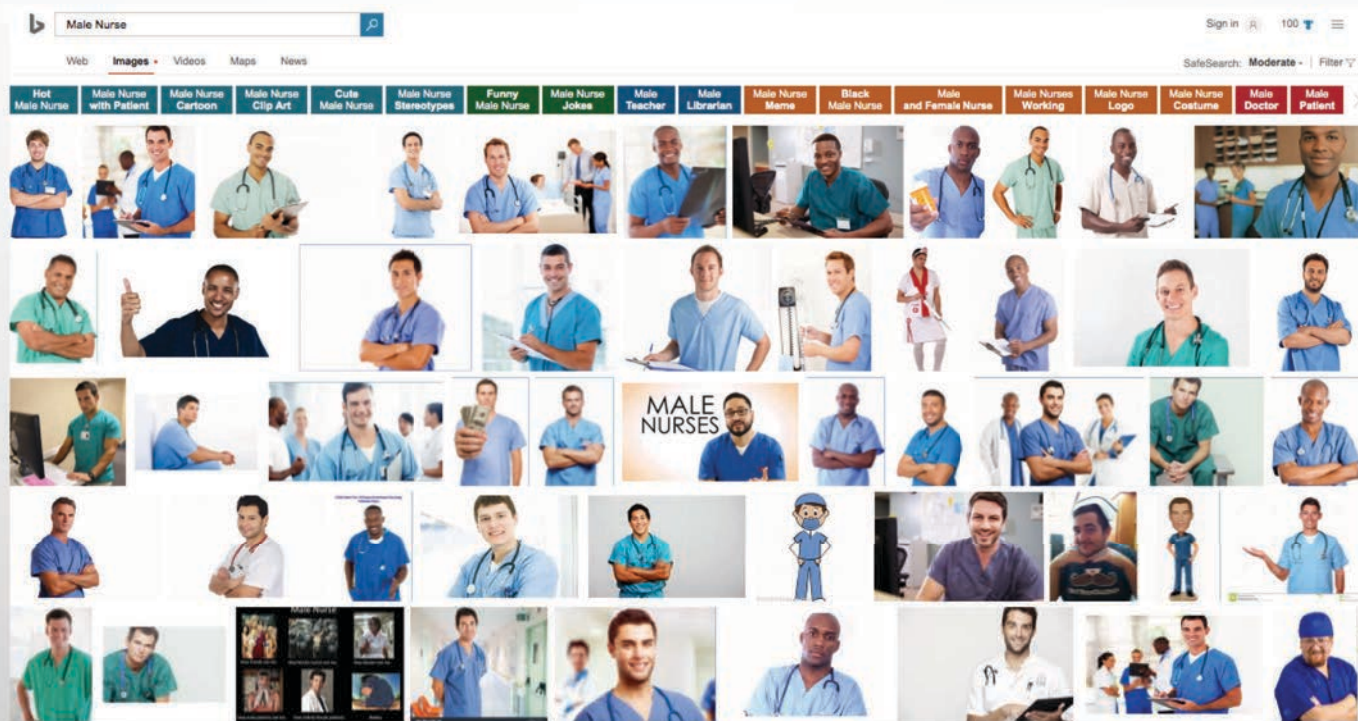 Male Nurse
Sign in
100
Web Images Videos Maps News
SafeSearch: Moderate Filter
Hot
Male Nurse
Male Nurse
with Patient
Male Nurse
Cartoon
Male Nurse
Clip Art
Cute
Male Nurse
Male Nurse
Stereotypes
Funny
Male Nurse
Male Nurse
Jokes
Male
Teacher
Male
Librarian
Male Nurse
Meme
Black
Male Nurse
Male
and Female Nurse
Male Nurses
Working
Male Nurse
Logo
Male Nurse
Costume
Male
Doctor
Male
Patient
MALE
NURSES
Male Nurse